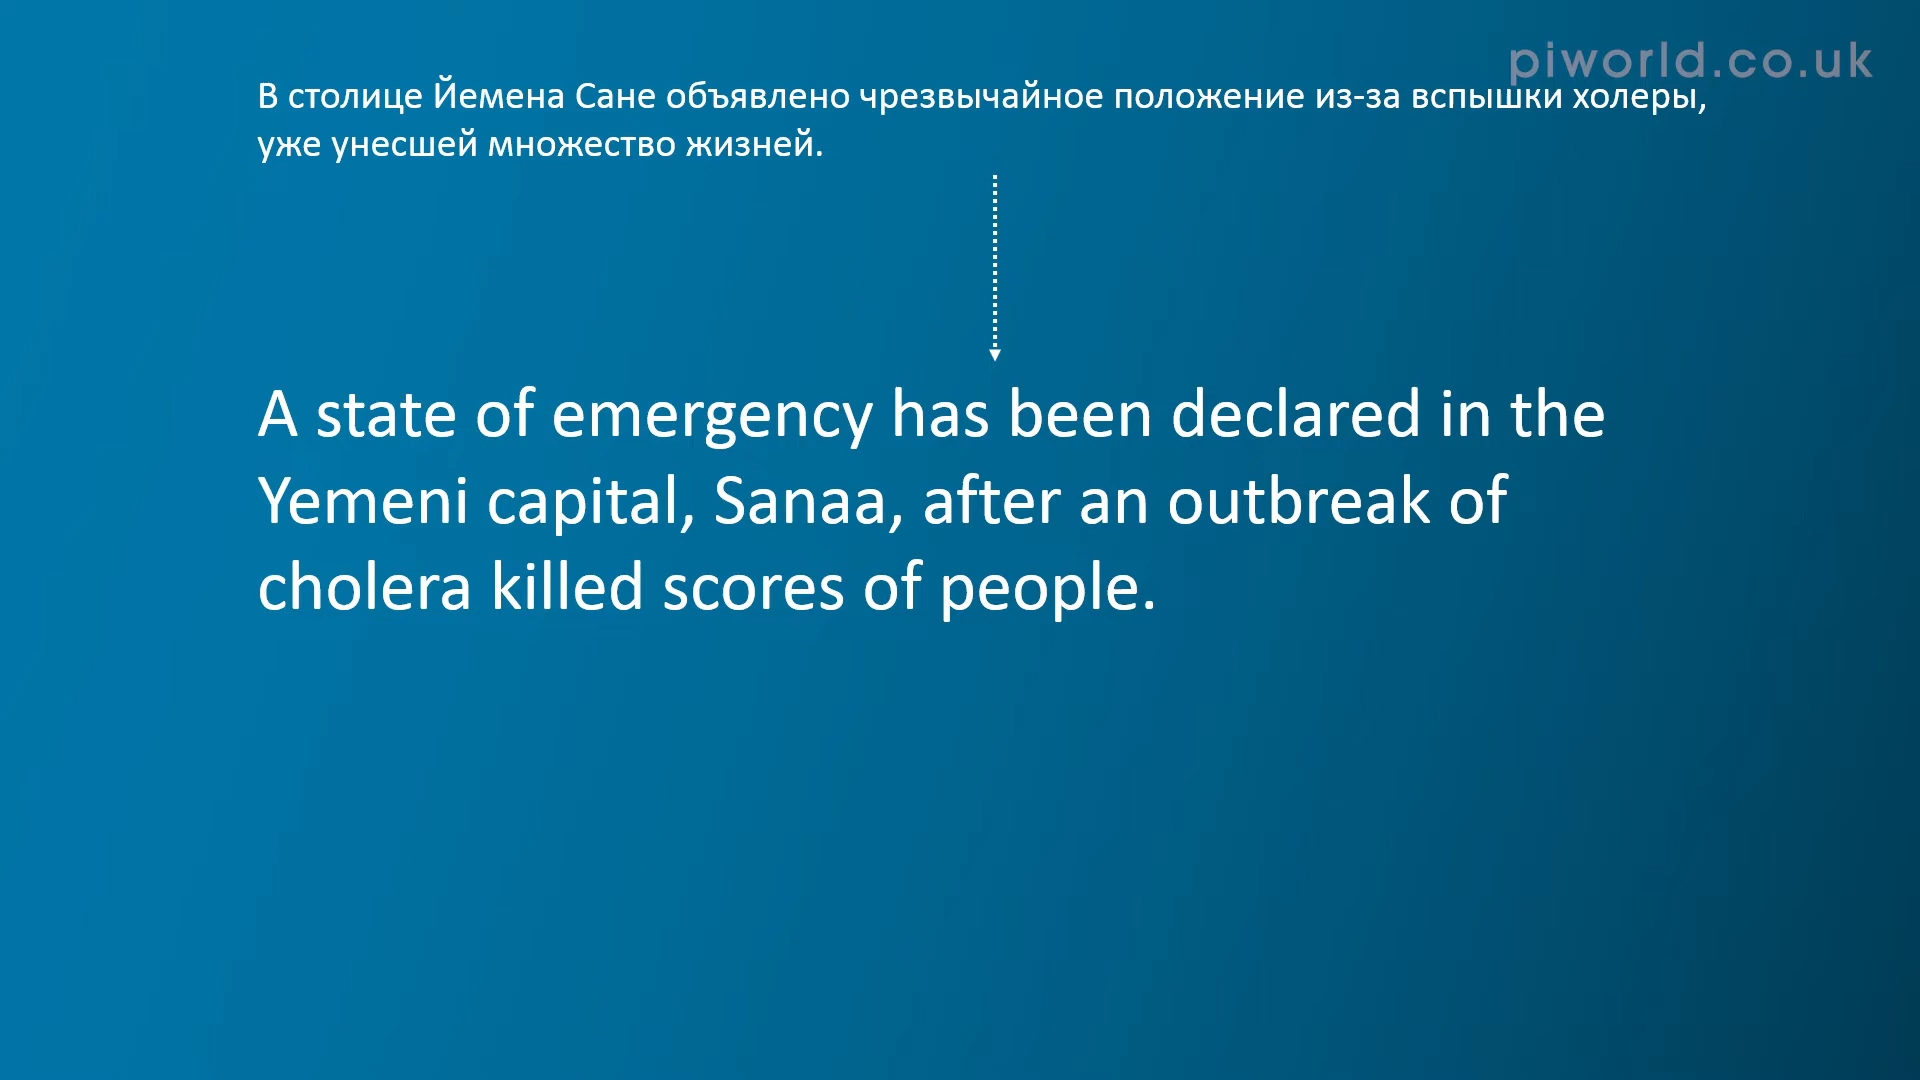 piworld.co.uk
В столице Йемена Сане объявлено чрезвычайное положение из-за вспышки холеры,
уже унесшей множество жизней.
A state of emergency has been declared in the
Yemeni capital, Sanaa, after an outbreak of
cholera killed scores of people.